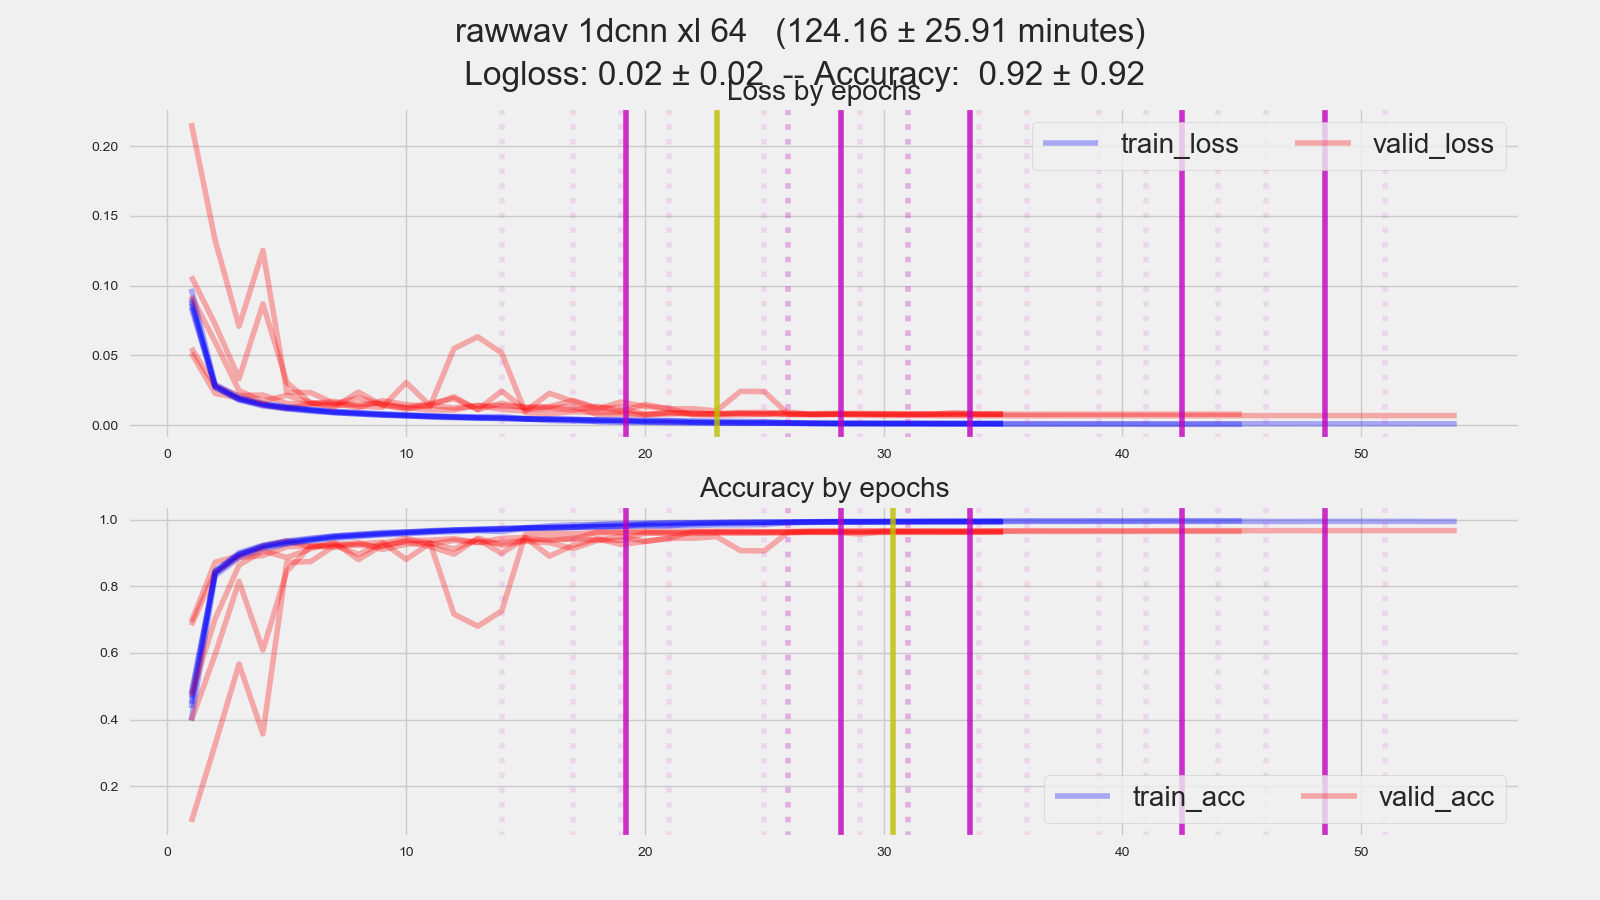 rawwav 1dcnn xl 64 (124.16 ± 25.91 minutes)
Logloss: 0.02 ± 0.02 -- Accuracy: 0.92 ± 0.92
Loss by epochs
train_loss valid_loss
0.20
0.15
0.10
0.05
0.00
0 10 20 30 40 50
Accuracy by epochs
1.0
0.8
0.6
0.4
0.2
train_acc valid_acc
0 10 20 30 40 50